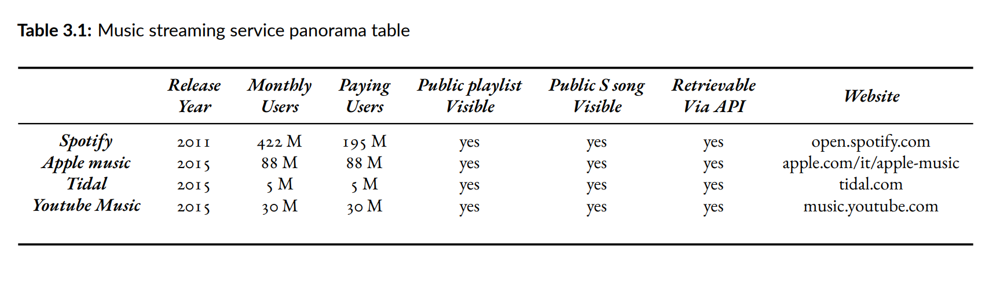 Table 3.1: Music streaming service panorama table
Release Year Monthly Users Paying Users Public playlist Visible Public S song Visible Retrievable Via API Website
Spotify 2011 422 M 195 M yes yes yes open.spotify.com
Apple music 2015 88 M 88 M yes yes yes apple.com/it/apple-music
Tidal 2015 5 M 5 M yes yes yes tidal.com
Youtube Music 2015 30 M 30 M yes yes yes music.youtube.com